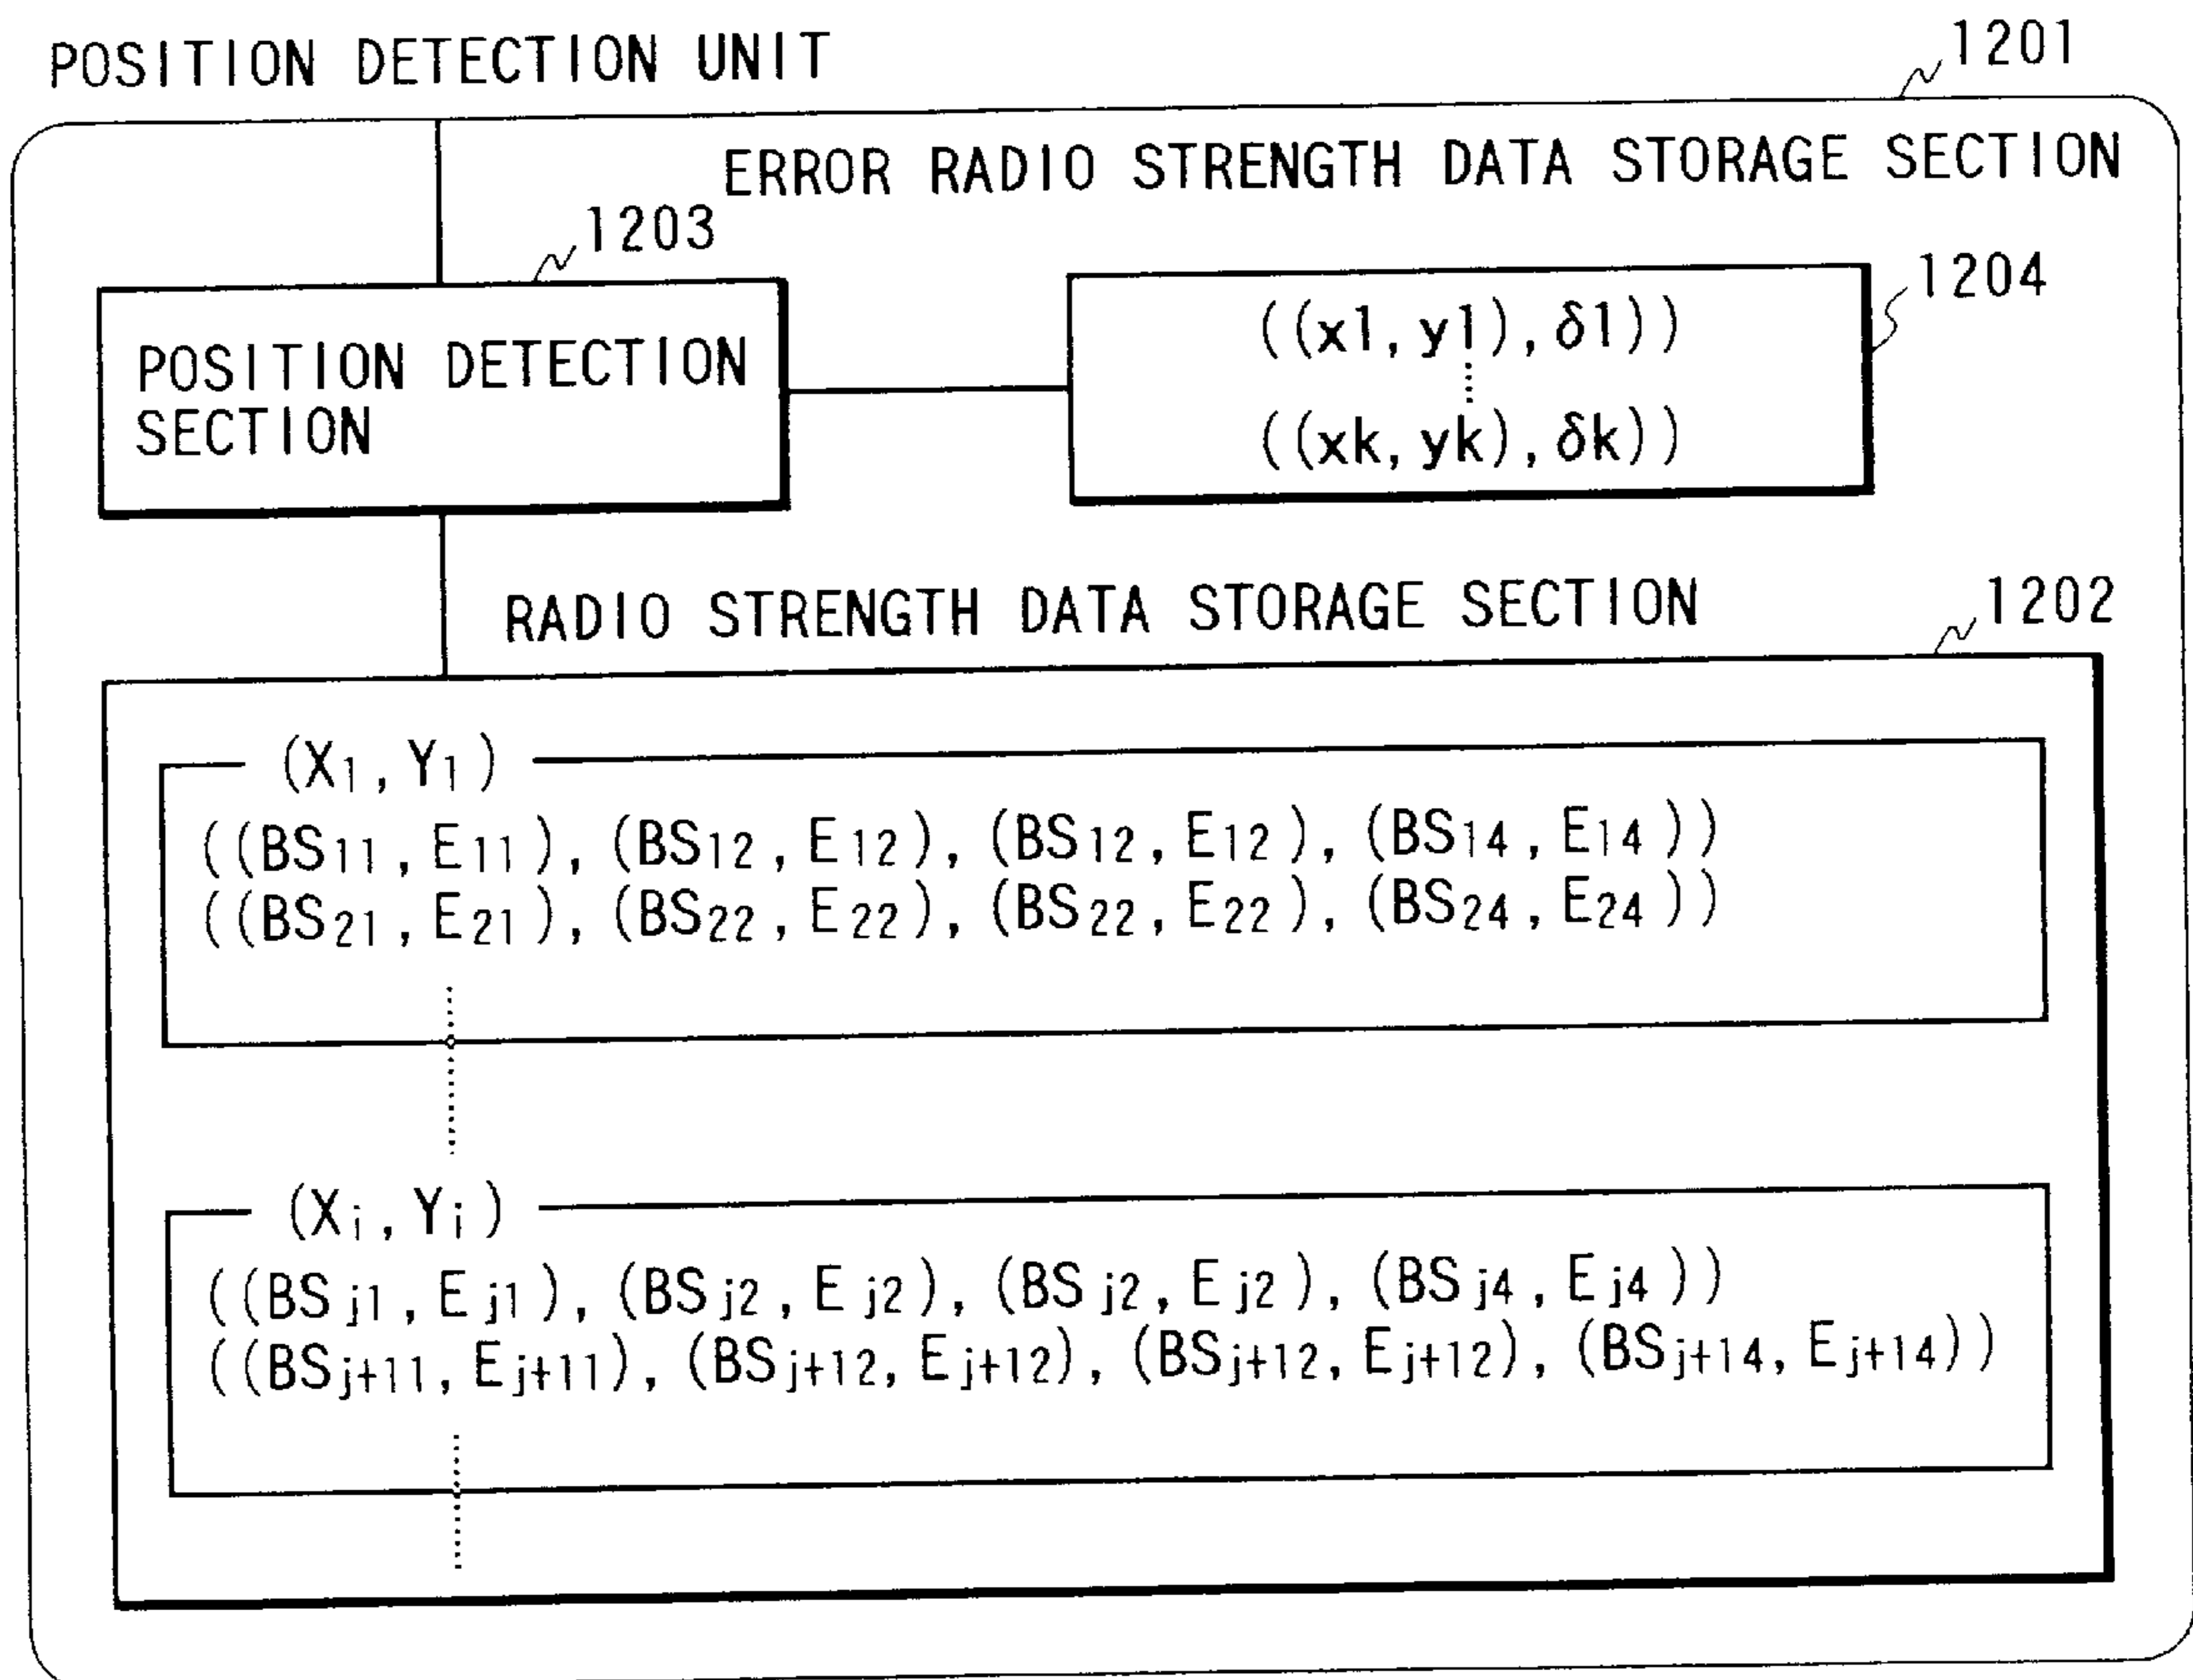 POSITION DETECTION UNIT
1201
ERROR RADIO STRENGTH DATA STORAGE SECTION
1203
1204
POSITION DETECTION
SECTION
((x1, y1), δ1))
((xk, yk), δk))
RADIO STRENGTH DATA STORAGE SECTION
1202
(X1, Y1)
((BS11, E11), (BS12, E12), (BS12, E12), (BS14, E14))
((BS21, E21), (BS22, E22), (BS22, E22), (BS24, E24))
(Xi, Yi)
((BSj1, Ej1), (BSj2, Ej2), (BSj2, Ej2), (BSj4, Ej4))
((BSj+11, Ej+11), (BSj+12, Ej+12), (BSj+12, Ej+12), (BSj+14, Ej+14))